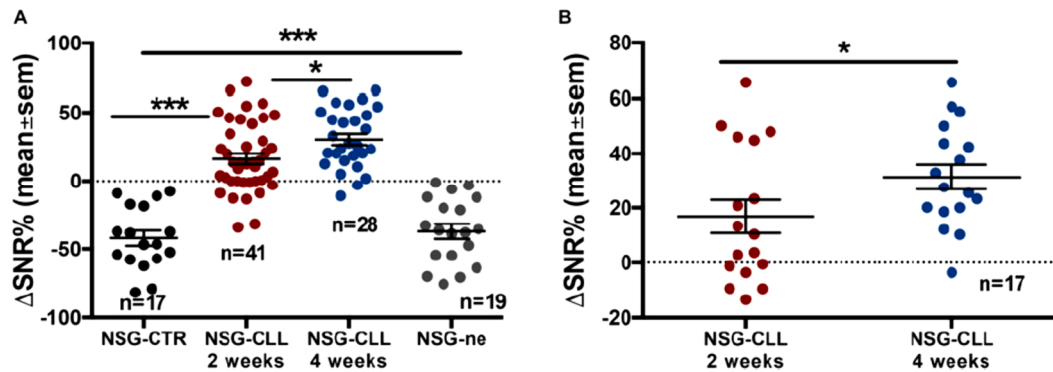 A
ΔSNR% (mean±sem)
100
50
0
-50
-100
***
***
*
n=17
n=41
n=28
n=19
NSG-CTR
NSG-CLL
2 weeks
NSG-CLL
4 weeks
NSG-ne
B
ΔSNR% (mean±sem)
80
60
40
20
0
-20
*
n=17
NSG-CLL
2 weeks
NSG-CLL
4 weeks